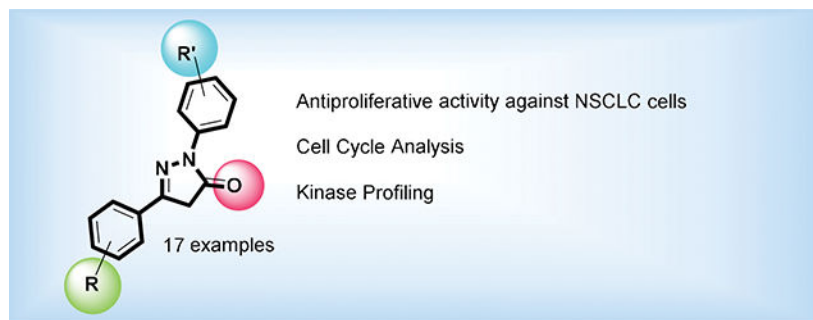 R'
Antiproliferative activity against NSCLC cells
N
N
Cell Cycle Analysis
O
Kinase Profiling
17 examples
R